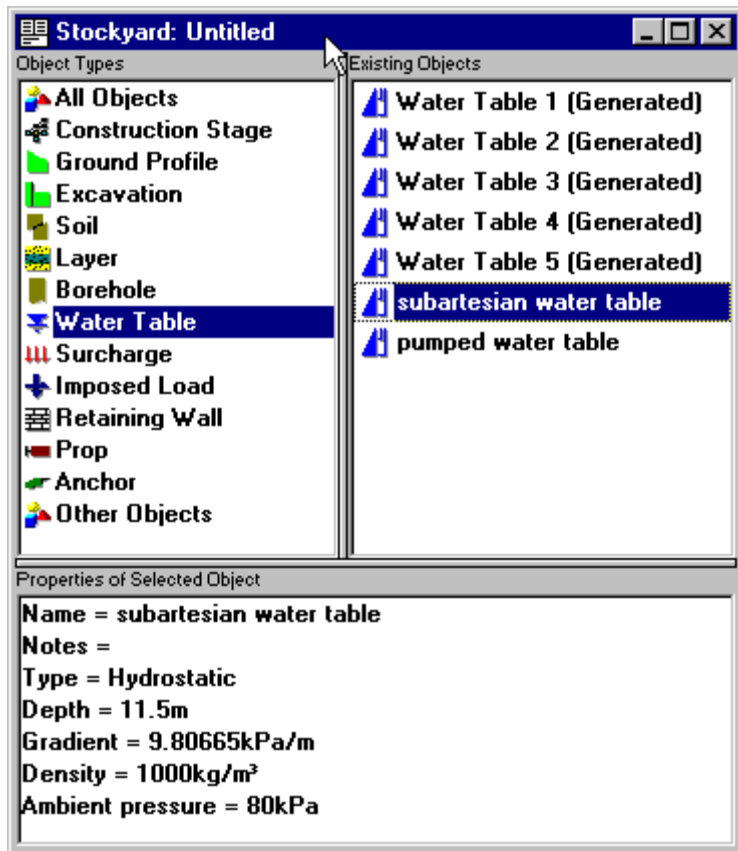 Stockyard: Untitled
Object Types
All Objects
Construction Stage
Ground Profile
Excavation
Soil
Layer
Borehole
Water Table
Surcharge
Imposed Load
Retaining Wall
Prop
Anchor
Other Objects
Existing Objects
Water Table 1 (Generated)
Water Table 2 (Generated)
Water Table 3 (Generated)
Water Table 4 (Generated)
Water Table 5 (Generated)
subartesian water table
pumped water table
Properties of Selected Object
Name = subartesian water table
Notes =
Type = Hydrostatic
Depth = 11.5m
Gradient = 9.80665kPa/m
Density = 1000kg/m³
Ambient pressure = 80kPa